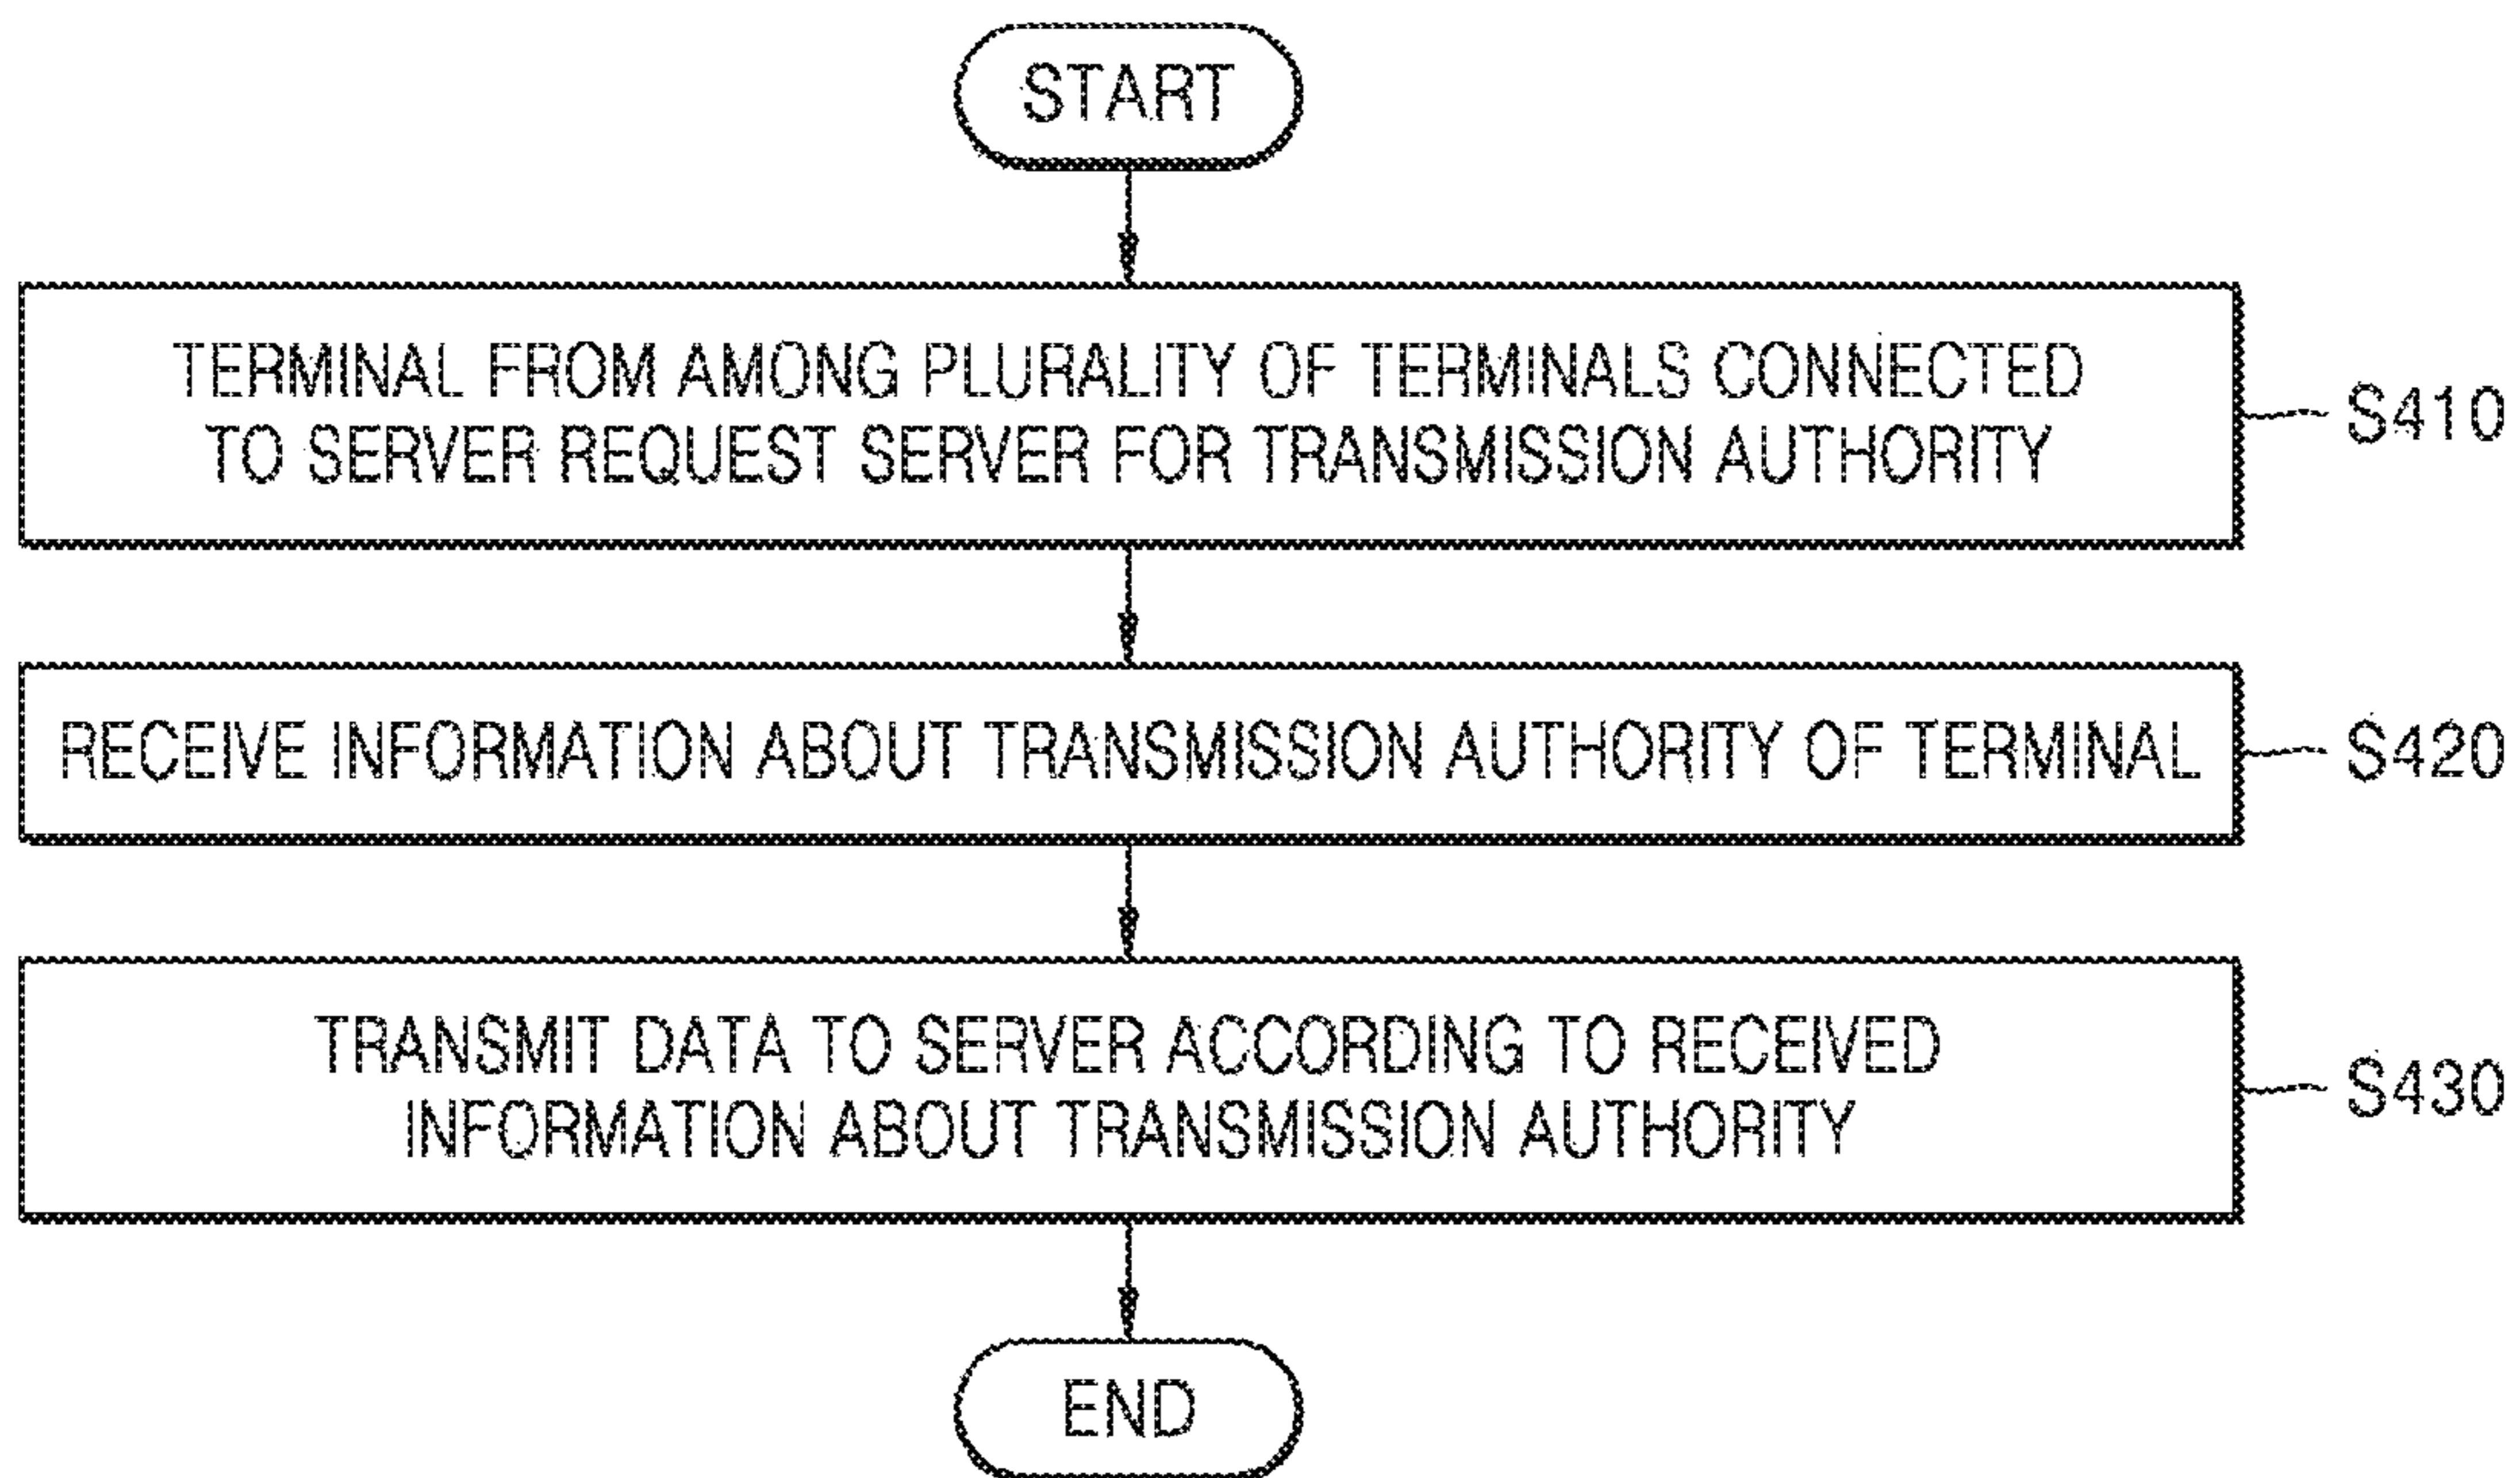 START
TERMINAL FROM AMONG PLURALITY OF TERMINALS CONNECTED
TO SERVER REQUEST SERVER FOR TRANSMISSION AUTHORITY
S410
RECEIVE INFORMATION ABOUT TRANSMISSION AUTHORITY OF TERMINAL
S420
TRANSMIT DATA TO SERVER ACCORDING TO RECEIVED
INFORMATION ABOUT TRANSMISSION AUTHORITY
S430
END